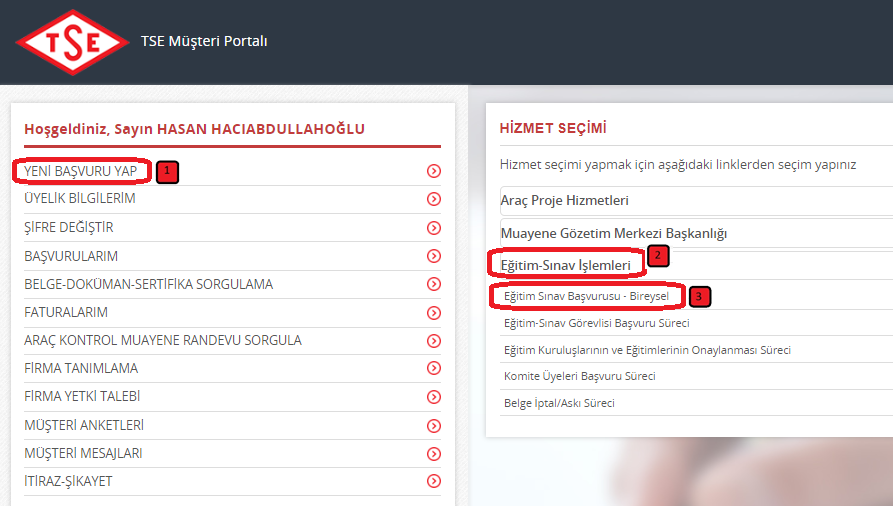 TSE
TSE Müşteri Portalı
Hoşgeldiniz, Sayın HASAN HACIABDULLAHOĞLU
YENİ BAŞVURU YAP
1
ÜYELİK BİLGİLERİM
ŞİFRE DEĞİŞTİR
BAŞVURULARIM
BELGE-DOKÜMAN-SERTİFİKA SORGULAMA
FATURALARIM
ARAÇ KONTROL MUAYENE RANDEVU SORGULA
FİRMA TANIMLAMA
FİRMA YETKİ TALEBİ
MÜŞTERİ ANKETLERİ
MÜŞTERİ MESAJLARI
İTİRAZ-ŞİKAYET
HİZMET SEÇİMİ
Hizmet seçimi yapmak için aşağıdaki linklerden seçim yapınız
Araç Proje Hizmetleri
Muayene Gözetim Merkezi Başkanlığı
Eğitim-Sınav İşlemleri
2
Eğitim Sınav Başvurusu - Bireysel
3
Eğitim-Sınav Görevlisi Başvuru Süreci
Eğitim Kuruluşlarının ve Eğitimlerinin Onaylanması Süreci
Komite Üyeleri Başvuru Süreci
Belge İptal/Askı Süreci